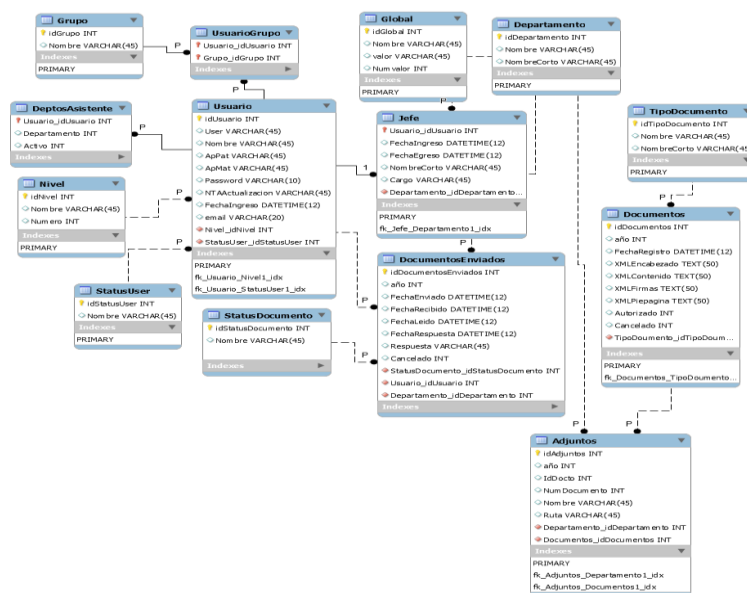 Grupo
idGrupo INT
Nombre VARCHAR(45)
Indexes
PRIMARY
UsuarioGrupo
Usuario_idUsuario INT
Grupo_idGrupo INT
Indexes
Global
idGlobal INT
Nombre VARCHAR(45)
valor VARCHAR(45)
Numvalor INT
Indexes
PRIMARY
Departamento
idDepartamento INT
Nombre VARCHAR(45)
NombreCorto VARCHAR(45)
Indexes
PRIMARY
P
P
P
P
DeptosAsistente
Usuario_idUsuario INT
Departamento INT
Activo INT
Indexes
P
Usuario
idUsuario INT
User VARCHAR(45)
Nombre VARCHAR(45)
ApPat VARCHAR(45)
ApMat VARCHAR(45)
Password VARCHAR(10)
NTAActualizacion VARCHAR(45)
FechaIngreso DATETIME(12)
email VARCHAR(20)
Nivel_idNivel INT
StatusUser_idStatusUser INT
Indexes
PRIMARY
fk_Usuario_Nivel1_idx
fk_Usuario_StatusUser1_idx
1
Jefe
Usuario_idUsuario INT
FechaIngreso DATETIME(12)
FechaEgreso DATETIME(12)
NombreCorto VARCHAR(45)
Cargo VARCHAR(45)
Departamento_idDepartamento...
Indexes
PRIMARY
fk_Jefe_Departamento1_idx
TipoDocumento
idTipoDocumento INT
Nombre VARCHAR(45)
NombreCorto VARCHAR(45)
Indexes
P
Nivel
idNivel INT
Nombre VARCHAR(45)
Numero INT
Indexes
PRIMARY
P
P
StatusUser
idStatusUser INT
Nombre VARCHAR(45)
Indexes
PRIMARY
StatusDocumento
idStatusDocumento INT
Nombre VARCHAR(45)
Indexes
P
P
P
DocumentosEnviados
idDocumentosEnviados INT
año INT
FechaEnviado DATETIME(12)
FechaRecibido DATETIME(12)
FechaLeido DATETIME(12)
FechaRespuesta DATETIME(12)
Respuesta VARCHAR(45)
Cancelado INT
StatusDocumento_idStatusDocumento INT
Usuario_idUsuario INT
Departamento_idDepartamento INT
Indexes
Documentos
idDocumentos INT
año INT
FechaRegistro DATETIME(12)
XMLEncabezado TEXT(50)
XMLContenido TEXT(50)
XMLFirmas TEXT(50)
XMLPiepagina TEXT(50)
Autorizado INT
Cancelado INT
TipoDoumento_idTipoDoum...
Indexes
PRIMARY
fk_Documentos_TipoDoumento...
P
P
Adjuntos
idAdjuntos INT
año INT
IdDocto INT
NumDocumento INT
Nombre VARCHAR(45)
Ruta VARCHAR(45)
Departamento_idDepartamento INT
Documentos_idDocumentos INT
Indexes
PRIMARY
fk_Adjuntos_Departamento1_idx
fk_Adjuntos_Documentos1_idx